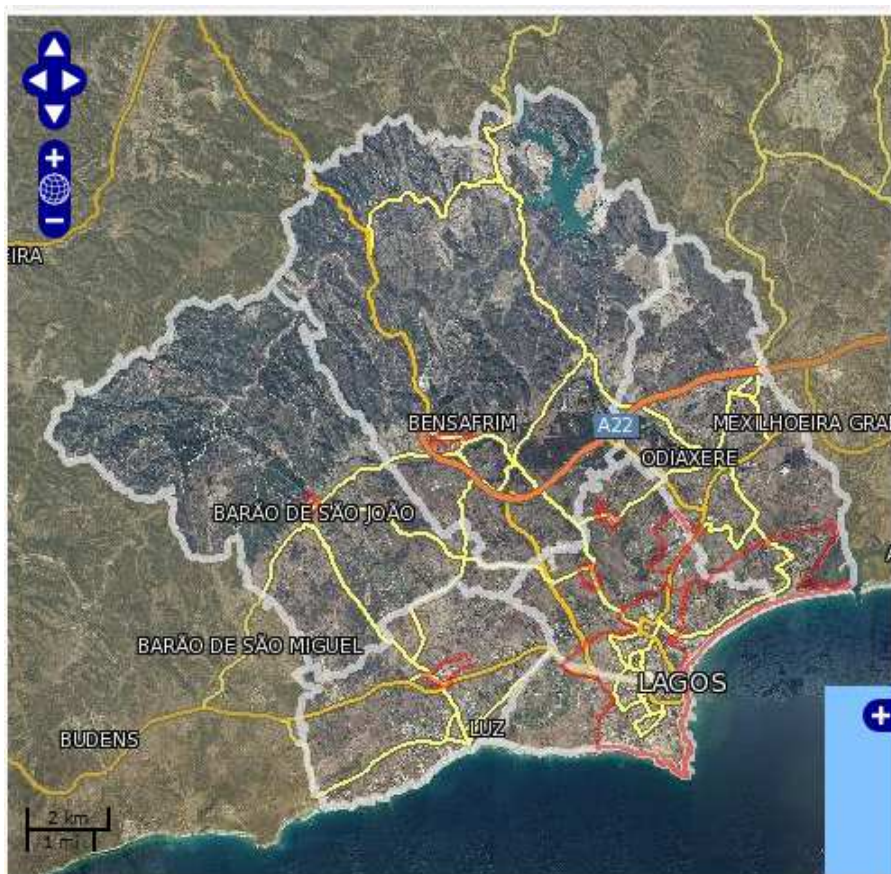 EIRA
BENSAFRIM
A22
MEXILHOEIRA GRA
ODIÁXERE
BARÃO DE SÃO JOÃO
BARÃO DE SÃO MIGUEL
LAGOS
LUZ
BUDENS
2 km
1 mi